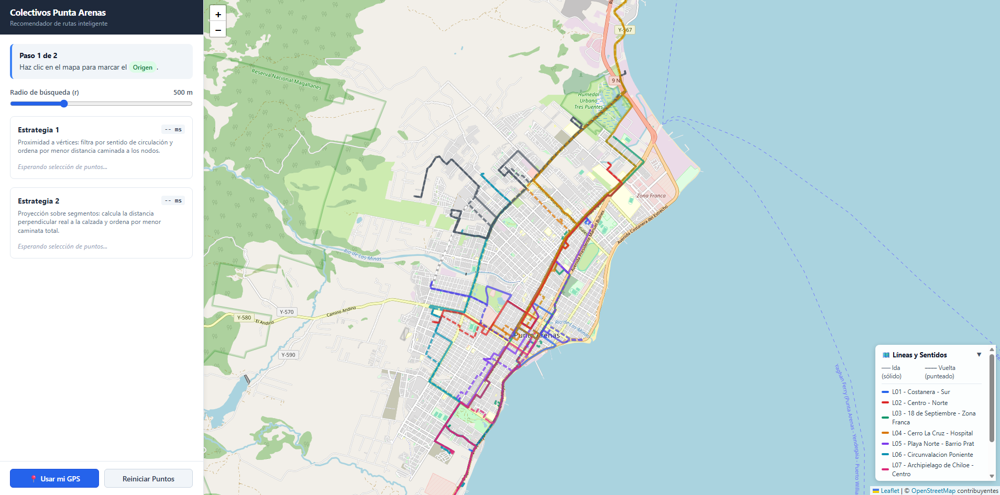 Colectivos Punta Arenas
Recomendador de rutas inteligente
Paso 1 de 2
Haz clic en el mapa para marcar el Origen .
Radio de búsqueda (r) 500 m
Estrategia 1 -- ms
Proximidad a vértices: filtra por sentido de circulación y
ordena por menor distancia caminada a los nodos.
Esperando selección de puntos...
Estrategia 2 -- ms
Proyección sobre segmentos: calcula la distancia
perpendicular real a la calzada y ordena por menor
caminata total.
Esperando selección de puntos...
📍 Usar mi GPS
Reiniciar Puntos
+
−
Reserva Nacional Magallanes
Y-567
9 N
Humedal
Urbano
Tres Puentes
Zona Franca
Avenida Costanera del Estrecho
Avenida Presidente Manuel Bulnes
Río de Las Minas
Camino Andino
El Andino
Y-570
Y-580
Y-590
Río de Las Minas
Punta Arenas
Yaghan Ferry (Punta Arenas - Yendegaia - Puerto Willia
Líneas y Sentidos ▼
── Ida
(sólido)
---- Vuelta
(punteado)
L01 - Costanera - Sur
L02 - Centro - Norte
L03 - 18 de Septiembre - Zona
Franca
L04 - Cerro La Cruz - Hospital
L05 - Playa Norte - Barrio Prat
L06 - Circunvalacion Poniente
L07 - Archipielago de Chiloe -
Centro
Leaflet | © OpenStreetMap contribuyentes